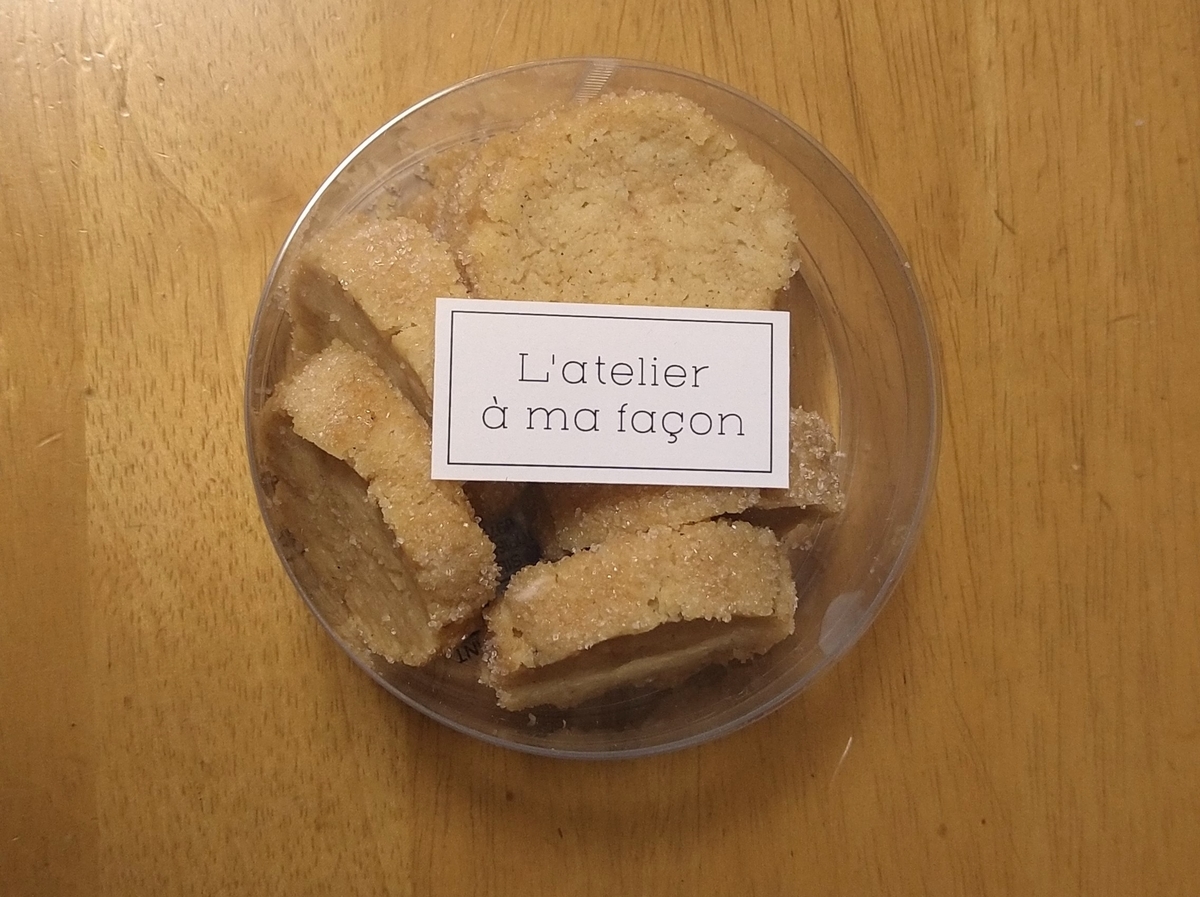 L'atelier
à ma façon